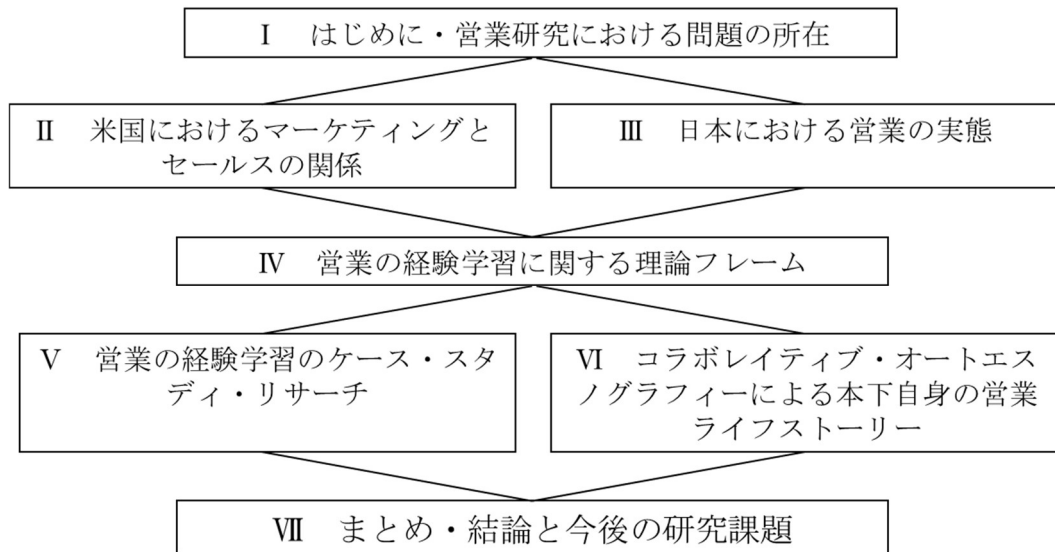 Ⅰ はじめに・営業研究における問題の所在
Ⅱ 米国におけるマーケティングと
セールスの関係
Ⅲ 日本における営業の実態
Ⅳ 営業の経験学習に関する理論フレーム
Ⅴ 営業の経験学習のケース・スタ
ディ・リサーチ
Ⅵ コラボレイティブ・オートエス
ノグラフィーによる本下自身の営業
ライフストーリー
Ⅶ まとめ・結論と今後の研究課題